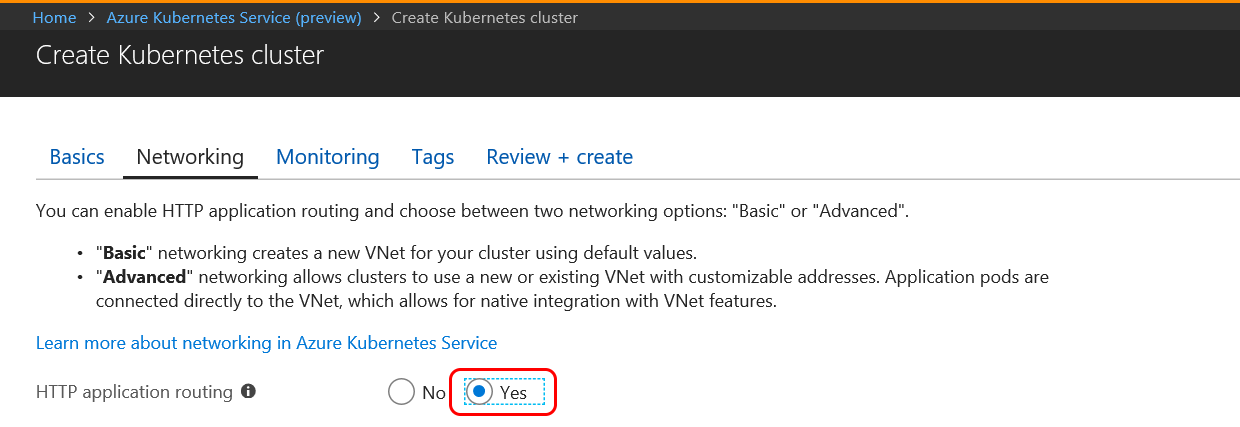 Home > Azure Kubernetes Service (preview) > Create Kubernetes cluster
Create Kubernetes cluster
Basics Networking Monitoring Tags Review + create
You can enable HTTP application routing and choose between two networking options: "Basic" or "Advanced".
• "Basic" networking creates a new VNet for your cluster using default values.
• "Advanced" networking allows clusters to use a new or existing VNet with customizable addresses. Application pods are
connected directly to the VNet, which allows for native integration with VNet features.
Learn more about networking in Azure Kubernetes Service
HTTP application routing i No Yes